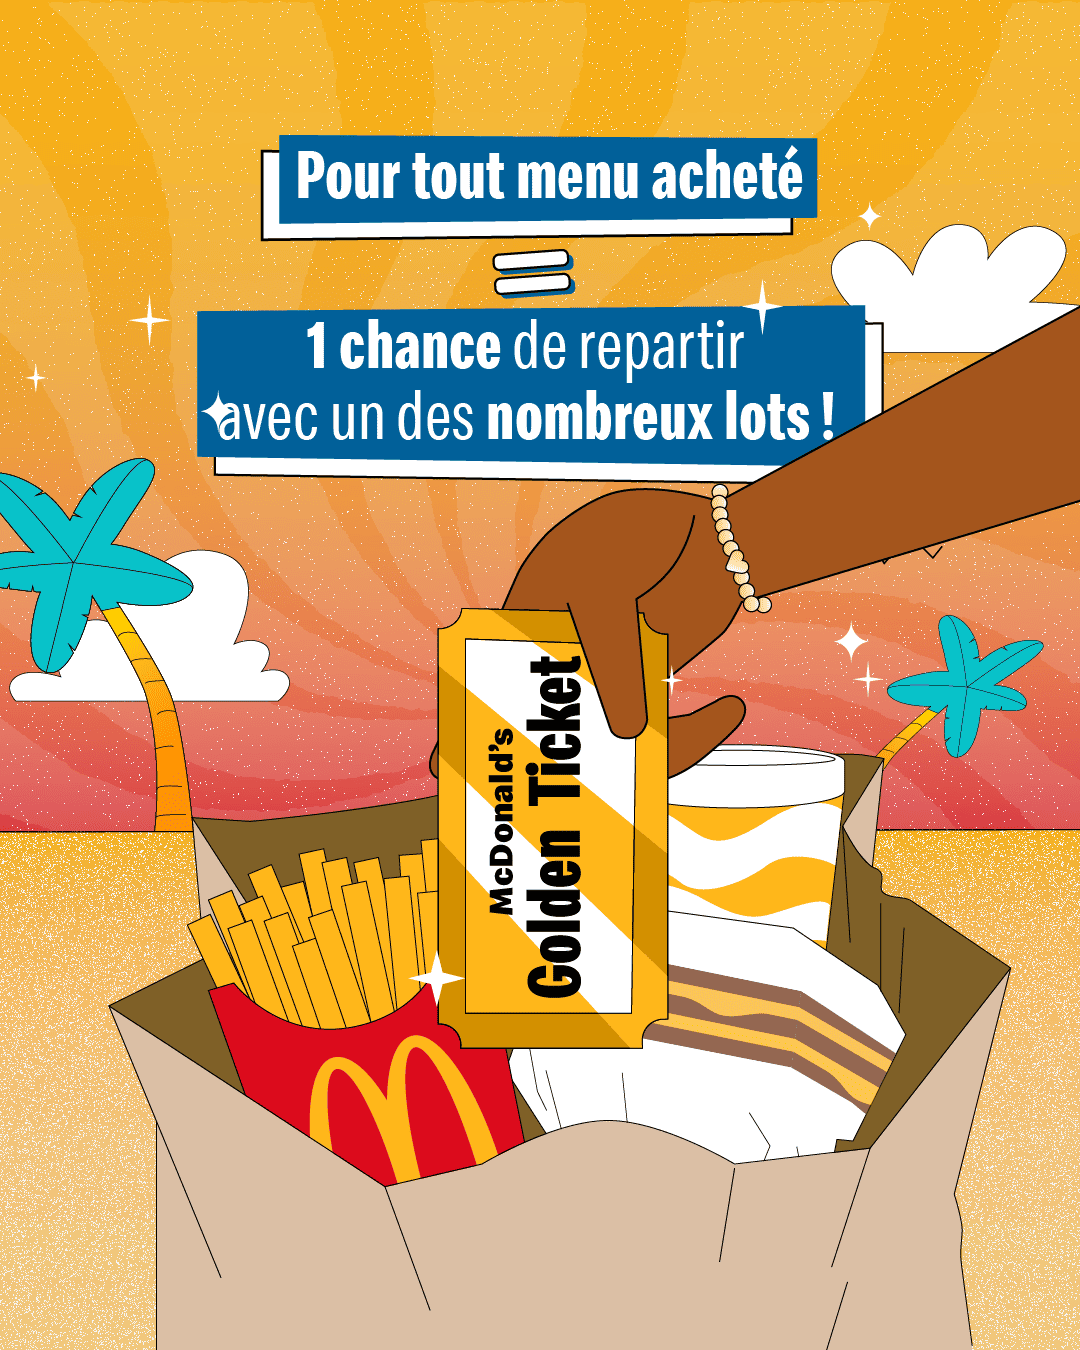 Pour tout menu acheté
=
1 chance de repartir
avec un des nombreux lots !
McDonald's
Golden Ticket